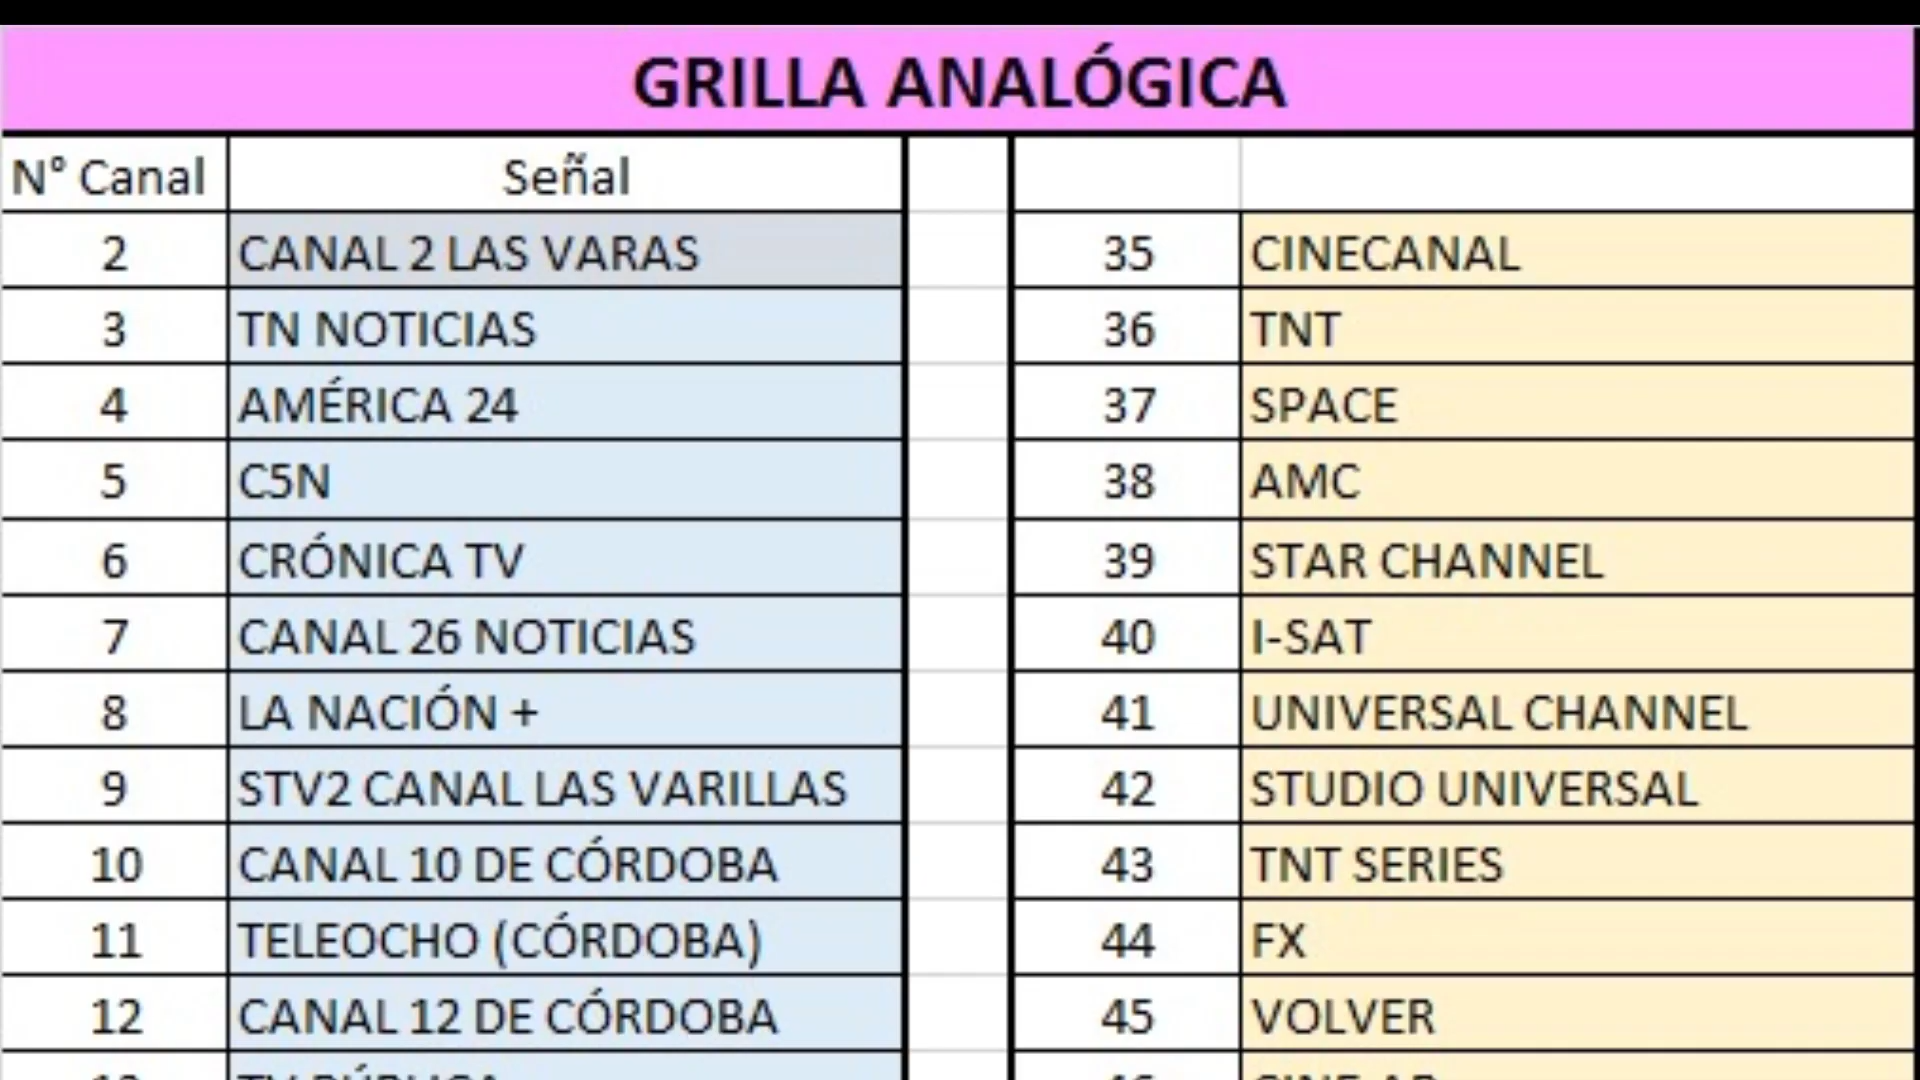 GRILLA ANALÓGICA
N° Canal Señal
2 CANAL 2 LAS VARAS 35 CINECANAL
3 TN NOTICIAS 36 TNT
4 AMÉRICA 24 37 SPACE
5 C5N 38 AMC
6 CRÓNICA TV 39 STAR CHANNEL
7 CANAL 26 NOTICIAS 40 I-SAT
8 LA NACIÓN + 41 UNIVERSAL CHANNEL
9 STV2 CANAL LAS VARILLAS 42 STUDIO UNIVERSAL
10 CANAL 10 DE CÓRDOBA 43 TNT SERIES
11 TELEOCHO (CÓRDOBA) 44 FX
12 CANAL 12 DE CÓRDOBA 45 VOLVER